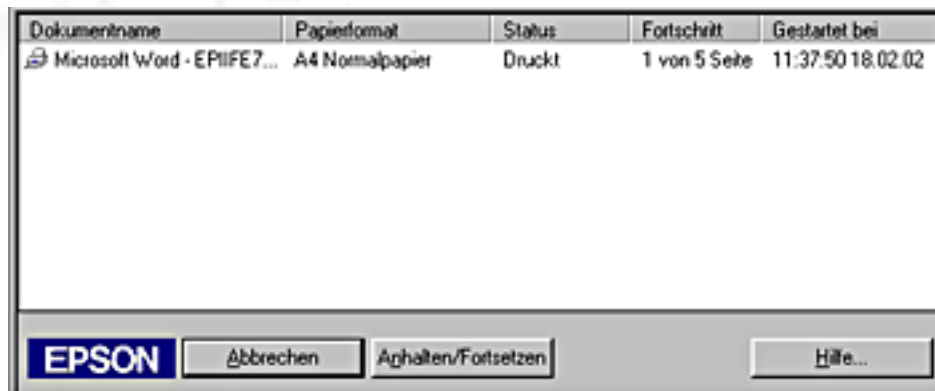 Dokumentname Papierformat Status Fortschritt Gestartet bei
Microsoft Word - EPIIFE7... A4 Normalpapier Druckt 1 von 5 Seite 11:37:50 18.02.02
EPSON Abbrechen Anhalten/Fortsetzen Hilfe...